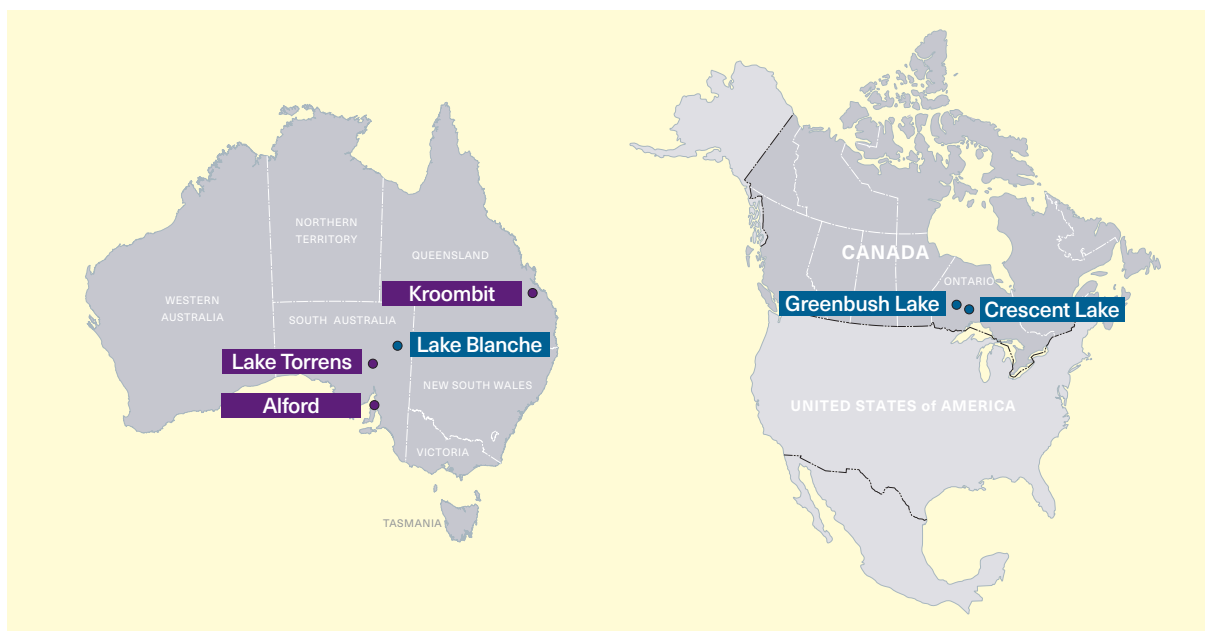 NORTHERN
TERRITORY
QUEENSLAND
Kroombit
WESTERN
AUSTRALIA
SOUTH AUSTRALIA
Lake Blanche
Lake Torrens
NEW SOUTH WALES
Alford
VICTORIA
TASMANIA
CANADA
ONTARIO
Greenbush Lake
Crescent Lake
UNITED STATES of AMERICA